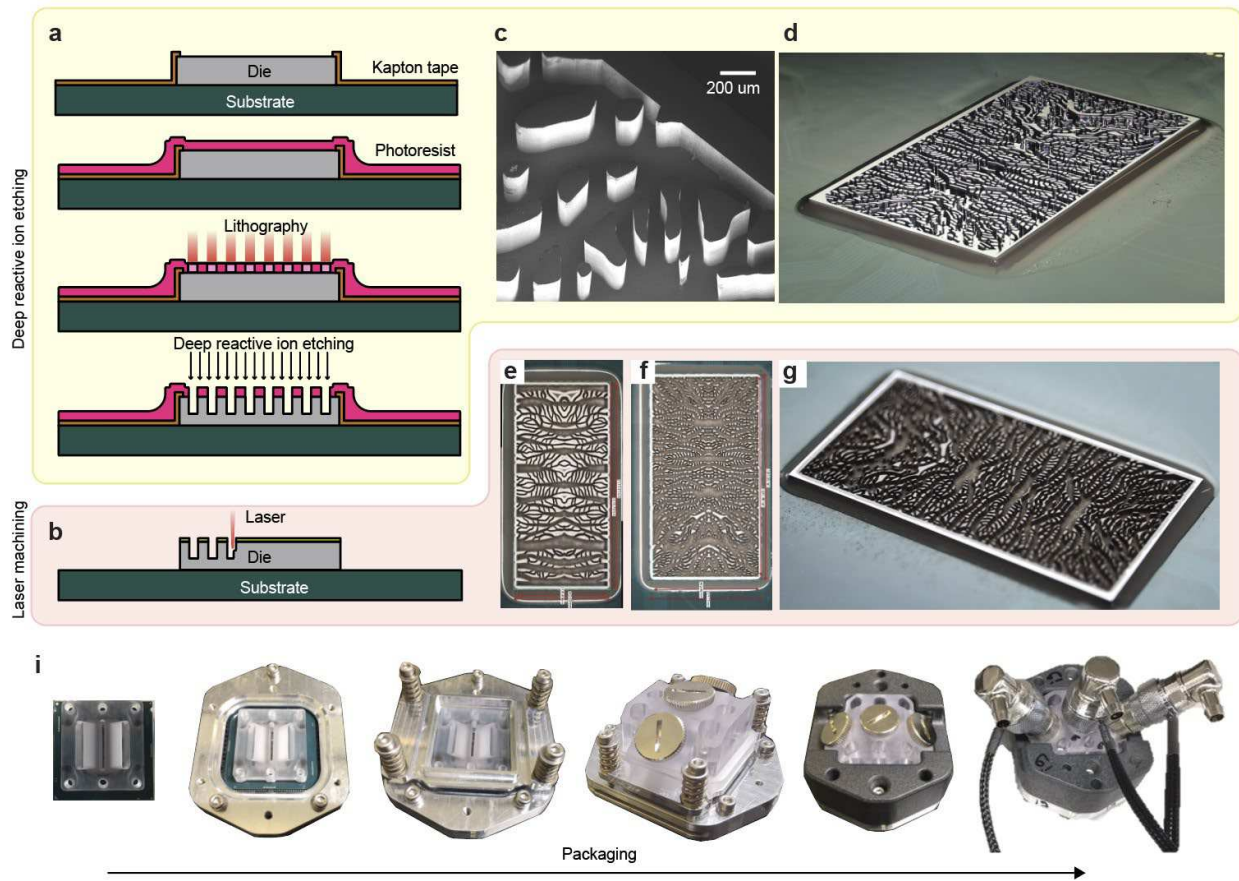 a
Die
Kapton tape
Substrate
Photoresist
Lithography
Deep reactive ion etching
Deep reactive ion etching
c
200 um
d
e
f
g
Laser machining
b
Laser
Die
Substrate
i
Packaging